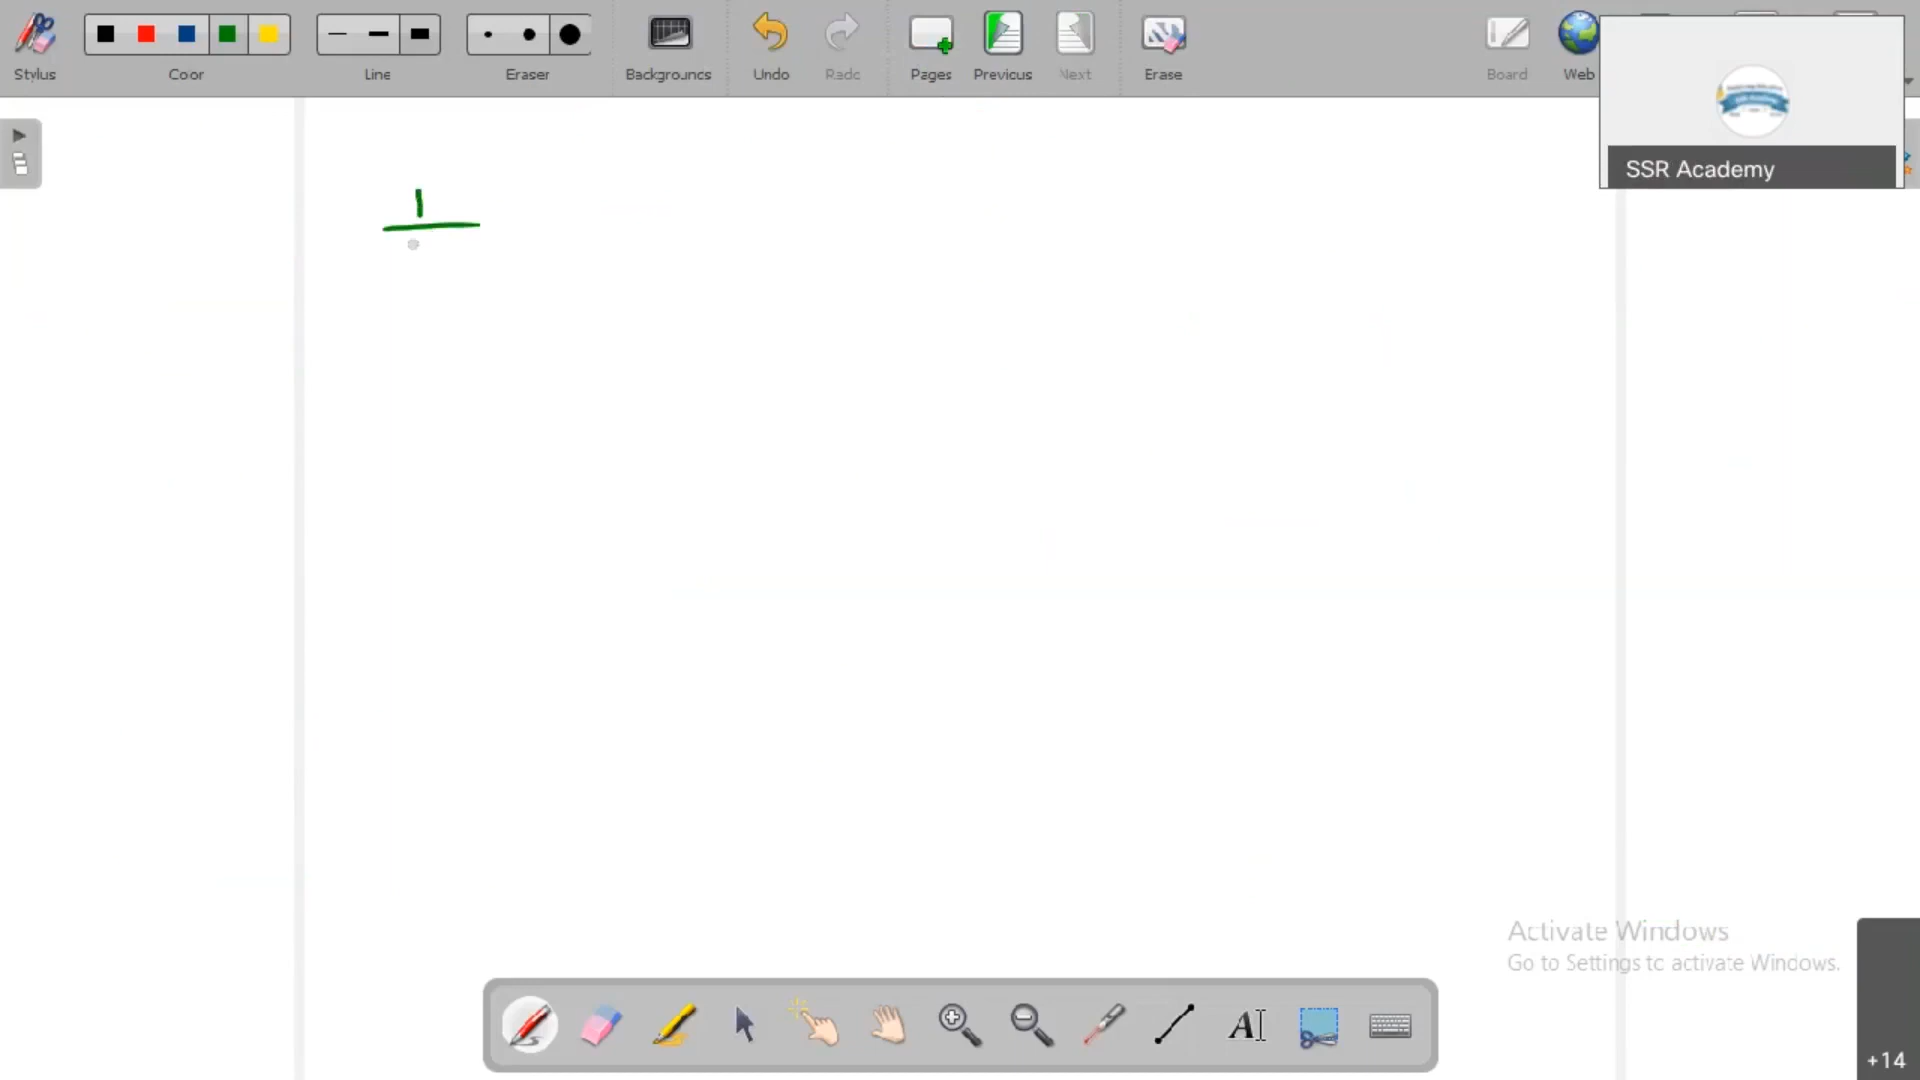 Stylus Color Line Eraser Backgrounds Undo Redo Pages Previous Next Erase Board Web
SSR Academy
1
Activate Windows
Go to Settings to activate Windows.
A
+14